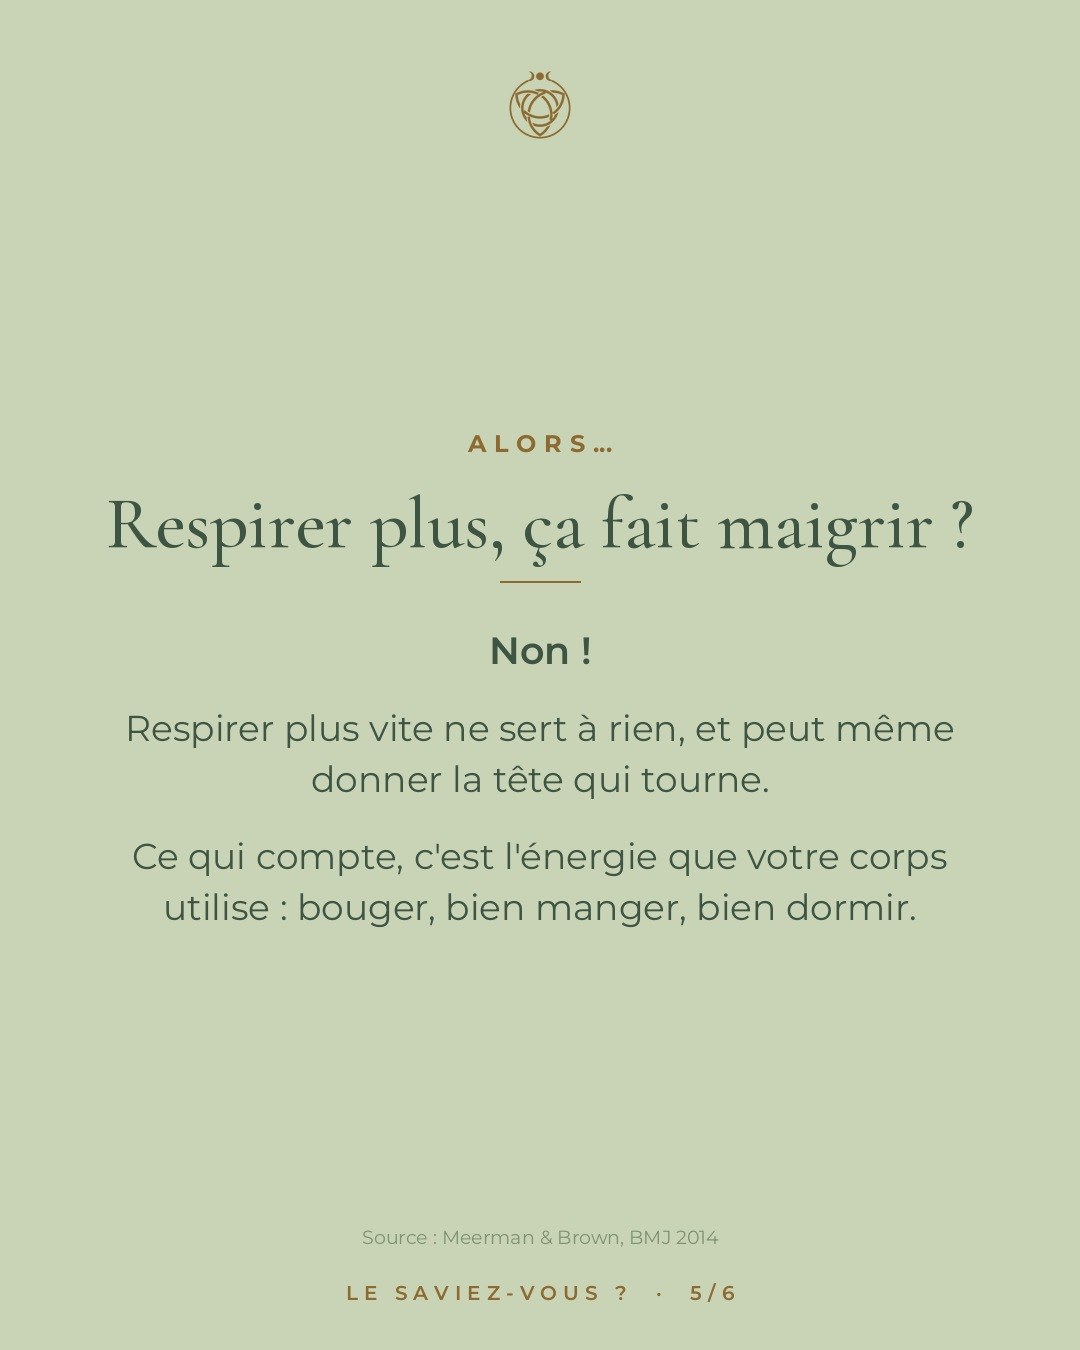 ALORS…
Respirer plus, ça fait maigrir ?
Non !
Respirer plus vite ne sert à rien, et peut même
donner la tête qui tourne.
Ce qui compte, c'est l'énergie que votre corps
utilise : bouger, bien manger, bien dormir.
Source : Meerman & Brown, BMJ 2014
LE SAVIEZ-VOUS ? · 5/6